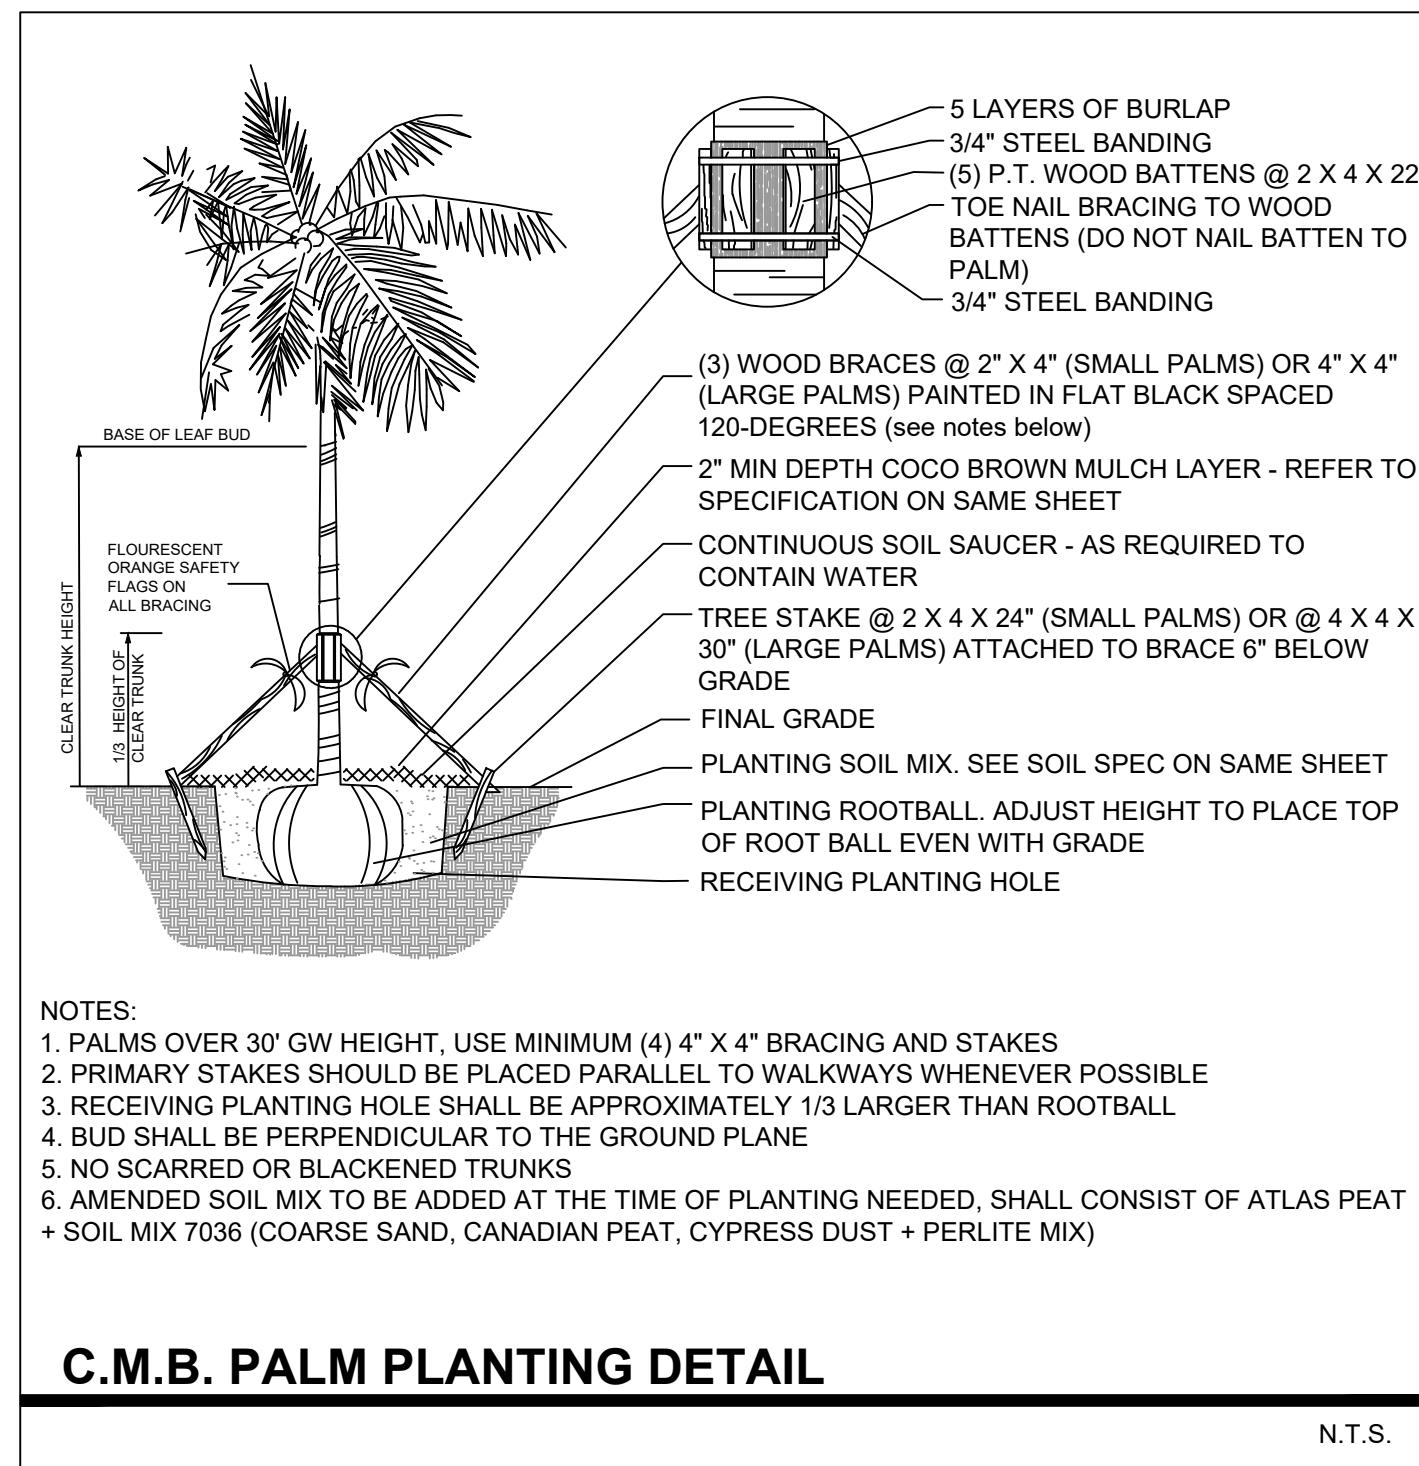 5 LAYERS OF BURLAP
3/4" STEEL BANDING
(5) P.T. WOOD BATTENS @ 2 X 4 X 22
TOE NAIL BRACING TO WOOD
BATTENS (DO NOT NAIL BATTEN TO
PALM)
3/4" STEEL BANDING
(3) WOOD BRACES @ 2" X 4" (SMALL PALMS) OR 4" X 4"
(LARGE PALMS) PAINTED IN FLAT BLACK SPACED
120-DEGREES (see notes below)
2" MIN DEPTH COCO BROWN MULCH LAYER - REFER TO
SPECIFICATION ON SAME SHEET
CONTINUOUS SOIL SAUCER - AS REQUIRED TO
CONTAIN WATER
TREE STAKE @ 2 X 4 X 24" (SMALL PALMS) OR @ 4 X 4 X
30" (LARGE PALMS) ATTACHED TO BRACE 6" BELOW
GRADE
FINAL GRADE
PLANTING SOIL MIX. SEE SOIL SPEC ON SAME SHEET
PLANTING ROOTBALL. ADJUST HEIGHT TO PLACE TOP
OF ROOT BALL EVEN WITH GRADE
RECEIVING PLANTING HOLE
BASE OF LEAF BUD
FLOURESCENT
ORANGE SAFETY
FLAGS ON
ALL BRACING
CLEAR TRUNK HEIGHT
1/3 HEIGHT OF
CLEAR TRUNK
NOTES:
1. PALMS OVER 30' GW HEIGHT, USE MINIMUM (4) 4" X 4" BRACING AND STAKES
2. PRIMARY STAKES SHOULD BE PLACED PARALLEL TO WALKWAYS WHENEVER POSSIBLE
3. RECEIVING PLANTING HOLE SHALL BE APPROXIMATELY 1/3 LARGER THAN ROOTBALL
4. BUD SHALL BE PERPENDICULAR TO THE GROUND PLANE
5. NO SCARRED OR BLACKENED TRUNKS
6. AMENDED SOIL MIX TO BE ADDED AT THE TIME OF PLANTING NEEDED, SHALL CONSIST OF ATLAS PEAT
+ SOIL MIX 7036 (COARSE SAND, CANADIAN PEAT, CYPRESS DUST + PERLITE MIX)
C.M.B. PALM PLANTING DETAIL
N.T.S.